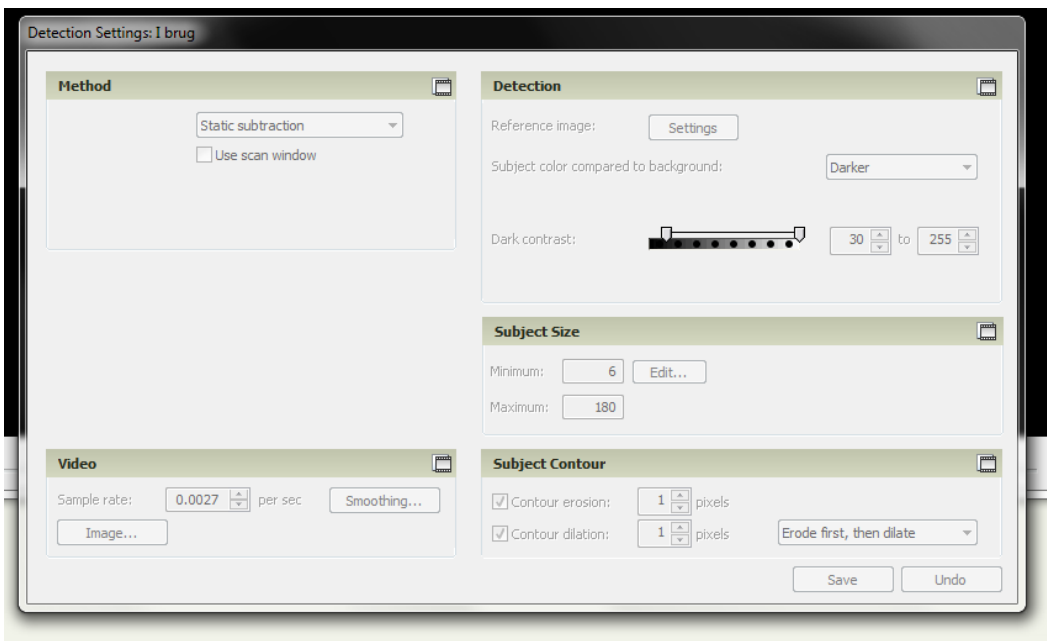 Detection Settings: I brug
Method
Static subtraction
Use scan window
Detection
Reference image: Settings
Subject color compared to background: Darker
Dark contrast: 30 to 255
Subject Size
Minimum: 6 Edit...
Maximum: 180
Video
Sample rate: 0.0027 per sec Smoothing...
Image...
Subject Contour
Contour erosion: 1 pixels
Contour dilation: 1 pixels Erode first, then dilate
Save Undo